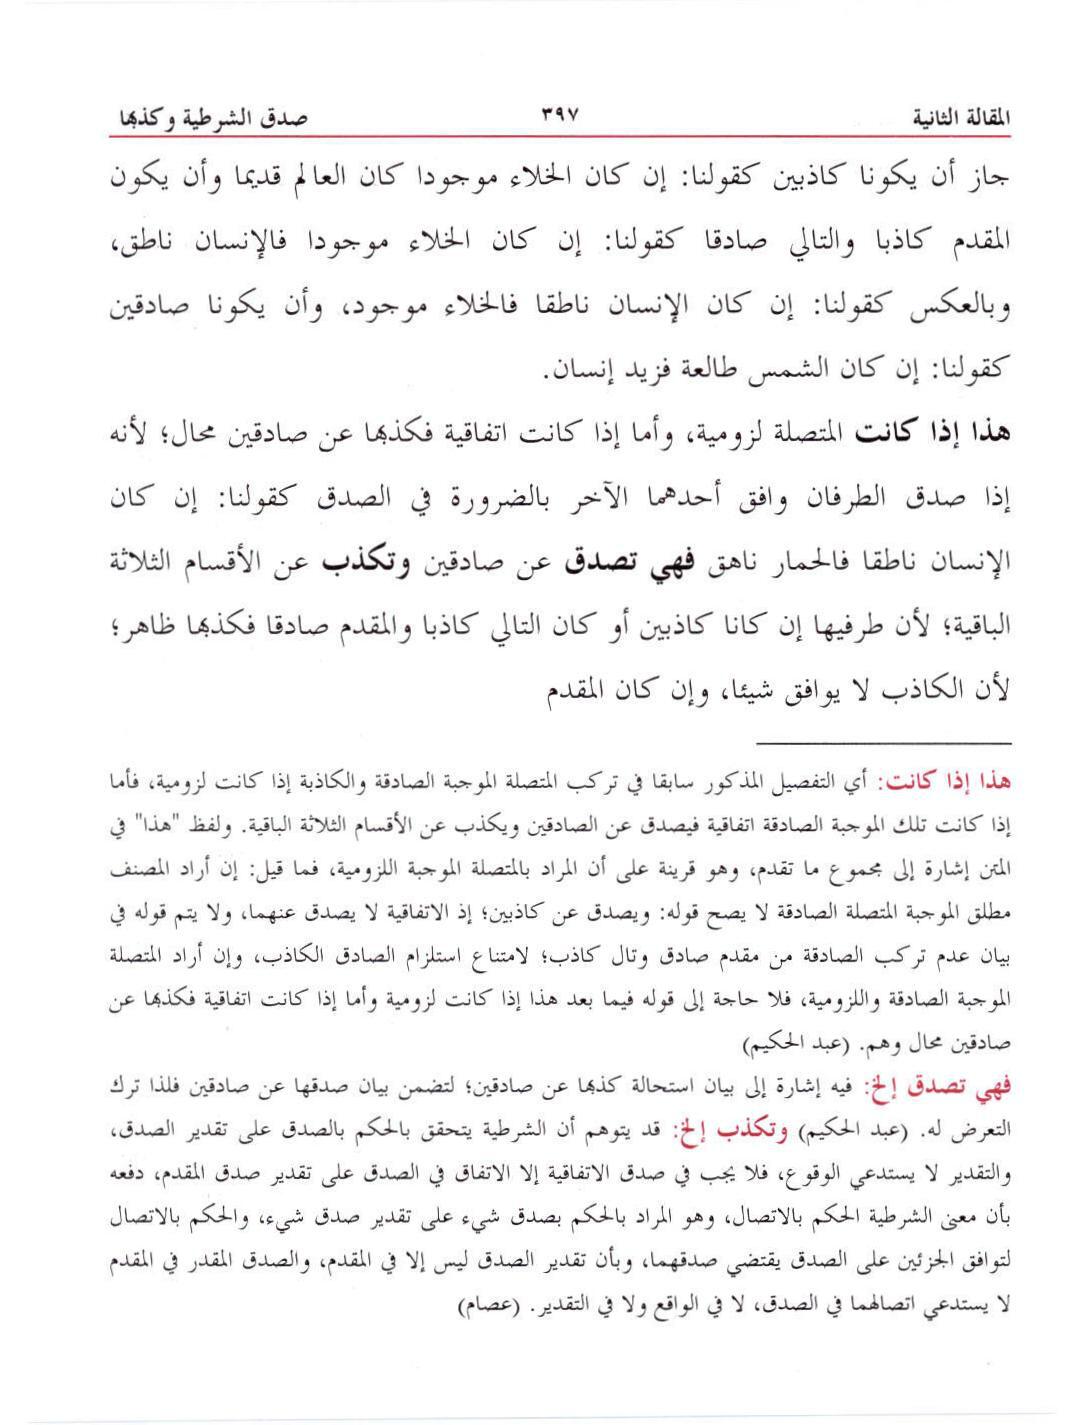 المقالة الثانية ٣٩٧ صدق الشرطية وكذبها
جاز أن يكونا كاذبين كقولنا: إن كان الخلاء موجودا كان العالم قديما وأن يكون
المقدم كاذبا والتالي صادقا كقولنا: إن كان الخلاء موجودا فالإنسان ناطق،
وبالعكس كقولنا: إن كان الإنسان ناطقا فالخلاء موجود، وأن يكونا صادقين
كقولنا: إن كان الشمس طالعة فزيد إنسان.
هذا إذا كانت المتصلة لزومية، وأما إذا كانت اتفاقية فكذبها عن صادقين محال؛ لأنه
إذا صدق الطرفان وافق أحدهما الآخر بالضرورة في الصدق كقولنا: إن كان
الإنسان ناطقا فالحمار ناهق فهي تصدق عن صادقين وتكذب عن الأقسام الثلاثة
الباقية؛ لأن طرفيها إن كانا كاذبين أو كان التالي كاذبا والمقدم صادقا فكذبها ظاهر؛
لأن الكاذب لا يوافق شيئا، وإن كان المقدم
هذا إذا كانت: أي التفصيل المذكور سابقا في تركب المتصلة الموجبة الصادقة والكاذبة إذا كانت لزومية، فأما
إذا كانت تلك الموجبة الصادقة اتفاقية فيصدق عن الصادقين ويكذب عن الأقسام الثلاثة الباقية. ولفظ "هذا" في
المتن إشارة إلى مجموع ما تقدم، وهو قرينة على أن المراد بالمتصلة الموجبة اللزومية، فما قيل: إن أراد المصنف
مطلق الموجبة المتصلة الصادقة لا يصح قوله: ويصدق عن كاذبين؛ إذ الاتفاقية لا يصدق عنهما، ولا يتم قوله في
بيان عدم تركب الصادقة من مقدم صادق وتال كاذب؛ لامتناع استلزام الصادق الكاذب، وإن أراد المتصلة
الموجبة الصادقة واللزومية، فلا حاجة إلى قوله فيما بعد هذا إذا كانت لزومية وأما إذا كانت اتفاقية فكذبها عن
صادقين محال وهم. (عبد الحكيم)
فهي تصدق إلخ: فيه إشارة إلى بيان استحالة كذبها عن صادقين؛ لتضمن بيان صدقها عن صادقين فلذا ترك
التعرض له. (عبد الحكيم) وتكذب إلخ: قد يتوهم أن الشرطية يتحقق بالحكم بالصدق على تقدير الصدق،
والتقدير لا يستدعي الوقوع، فلا يجب في صدق الاتفاقية إلا الاتفاق في الصدق على تقدير صدق المقدم، دفعه
بأن معنى الشرطية الحكم بالاتصال، وهو المراد بالحكم بصدق شيء على تقدير صدق شيء، والحكم بالاتصال
لتوافق الجزئين على الصدق يقتضي صدقهما، وبأن تقدير الصدق ليس إلا في المقدم، والصدق المقدر في المقدم
لا يستدعي اتصالهما في الصدق، لا في الواقع ولا في التقدير. (عصام)